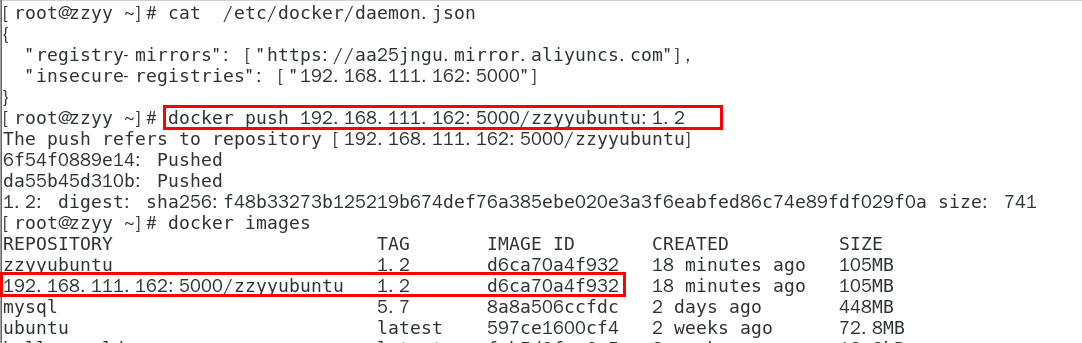 [root@zzyy ~]# cat /etc/docker/daemon.json
{
"registry-mirrors": ["https://aa25jngu.mirror.aliyuncs.com"],
"insecure-registries": ["192.168.111.162:5000"]
}
[root@zzyy ~]# docker push 192.168.111.162:5000/zzyyubuntu:1.2
The push refers to repository [192.168.111.162:5000/zzyyubuntu]
6f54f0889e14: Pushed
da55b45d310b: Pushed
1.2: digest: sha256:f48b33273b125219b674def76a385ebe020e3a3f6eabfed86c74e89fdf029f0a size: 741
[root@zzyy ~]# docker images
REPOSITORY TAG IMAGE ID CREATED SIZE
zzyyubuntu 1.2 d6ca70a4f932 18 minutes ago 105MB
192.168.111.162:5000/zzyyubuntu 1.2 d6ca70a4f932 18 minutes ago 105MB
mysql 5.7 8a8a506ccfdc 2 days ago 448MB
ubuntu latest 597ce1600cf4 2 weeks ago 72.8MB